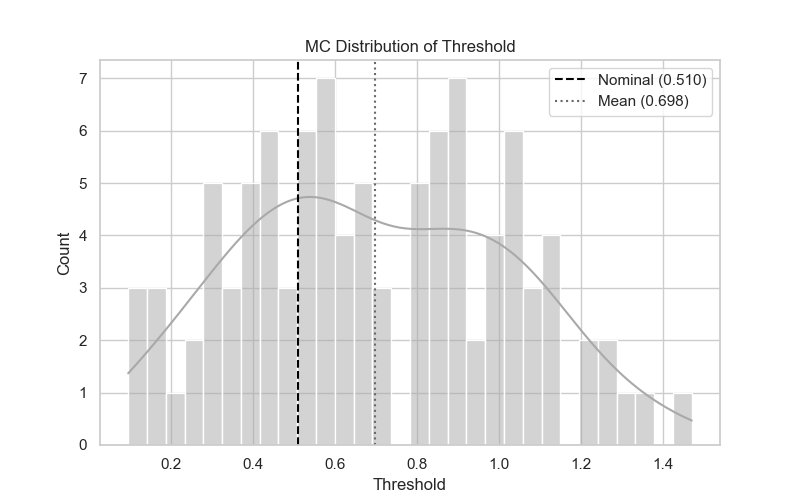 MC Distribution of Threshold
Nominal (0.510)
Mean (0.698)
Count
7
6
5
4
3
2
1
0
0.2 0.4 0.6 0.8 1.0 1.2 1.4
Threshold